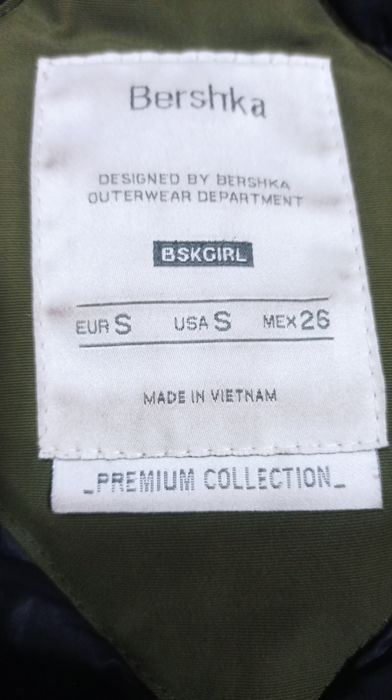 Bershka
DESIGNED BY BERSHKA
OUTERWEAR DEPARTMENT
BSKGIRL
EUR S USA S MEX 26
MADE IN VIETNAM
_PREMIUM COLLECTION_